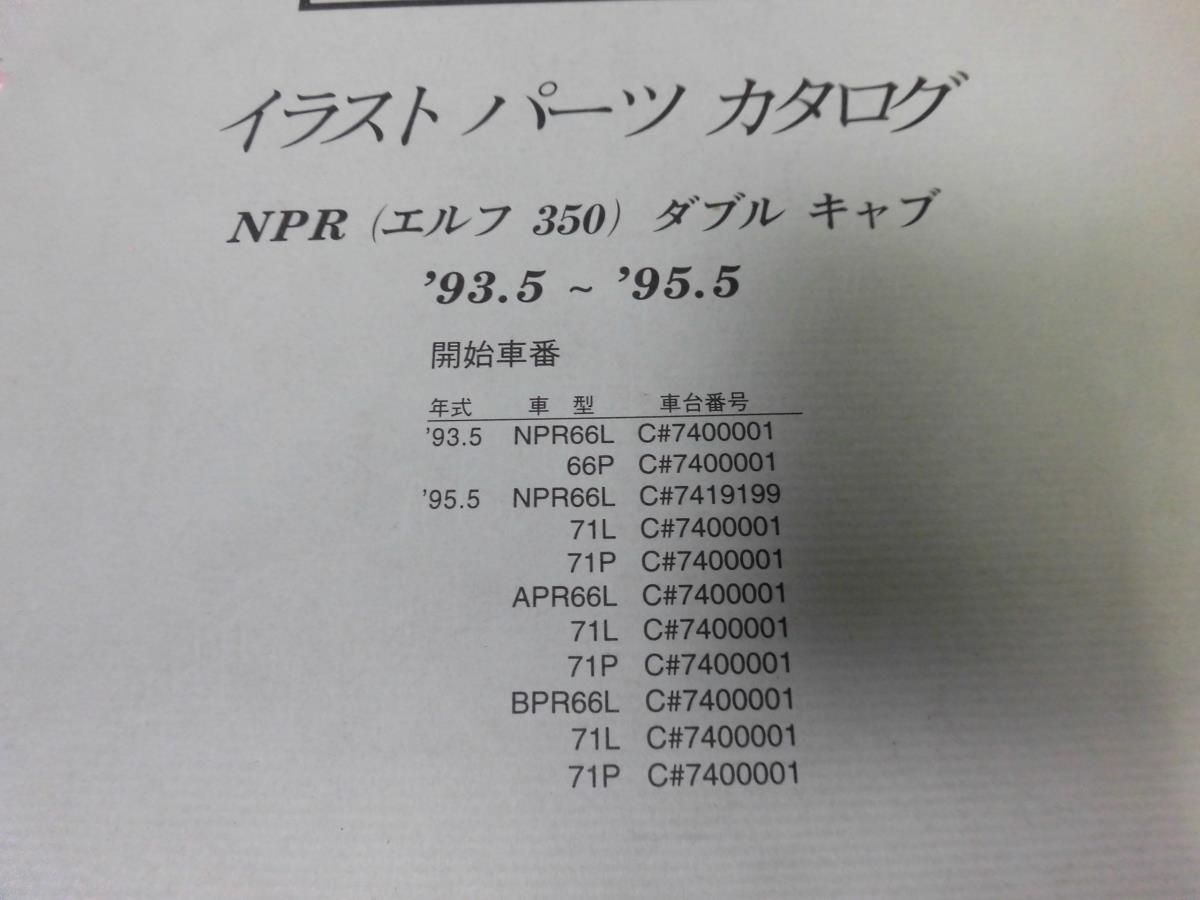 イラスト パーツ カタログ
NPR (エルフ 350) ダブル キャブ
'93.5 ~ '95.5
開始車番
年式 車 型 車台番号
'93.5 NPR66L C#7400001
66P C#7400001
'95.5 NPR66L C#7419199
71L C#7400001
71P C#7400001
APR66L C#7400001
71L C#7400001
71P C#7400001
BPR66L C#7400001
71L C#7400001
71P C#7400001